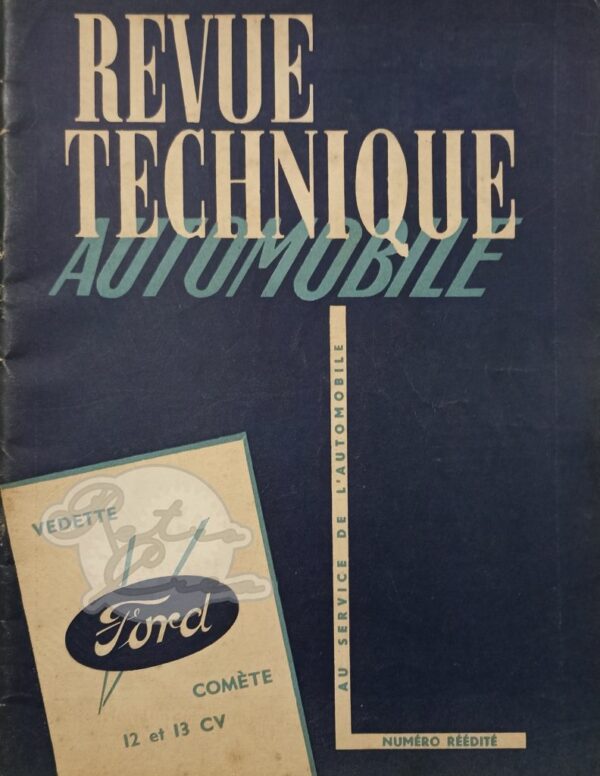 REVUE
TECHNIQUE
AUTOMOBILE
AU SERVICE DE L'AUTOMOBILE
VEDETTE
Ford
COMÈTE
12 et 13 CV
NUMÉRO RÉÉDITÉ